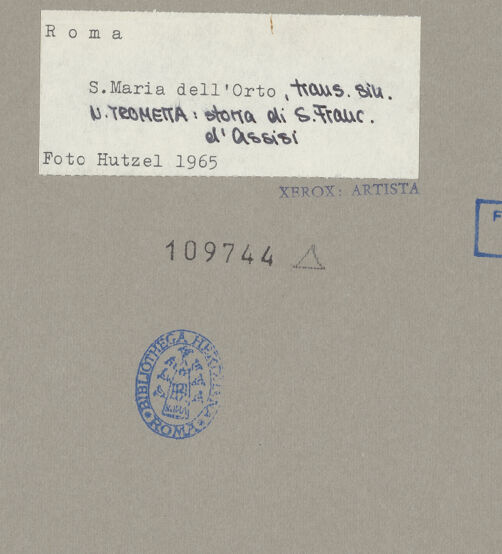 Roma
S.Maria dell'Orto, trans. sin.
N. TROMETTA: storia di S. Franc.
d'Assisi
Foto Hutzel 1965
XEROX: ARTISTA
F
109744
BIBLIOTHECA HERTZIANA
ROMA